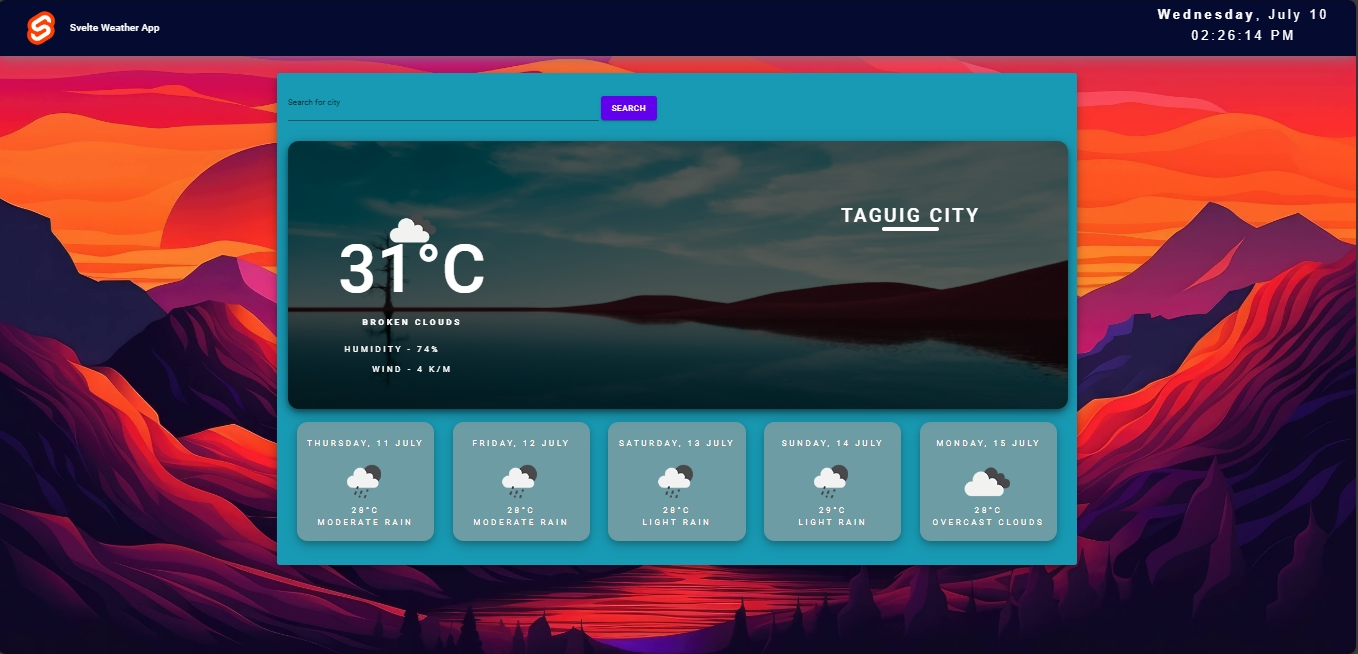 Svelte Weather App
Wednesday, July 10
02:26:14 PM
Search for city
SEARCH
TAGUIG CITY
31°C
BROKEN CLOUDS
HUMIDITY - 74%
WIND - 4 K/M
THURSDAY, 11 JULY
28°C
MODERATE RAIN
FRIDAY, 12 JULY
28°C
MODERATE RAIN
SATURDAY, 13 JULY
28°C
LIGHT RAIN
SUNDAY, 14 JULY
29°C
LIGHT RAIN
MONDAY, 15 JULY
28°C
OVERCAST CLOUDS